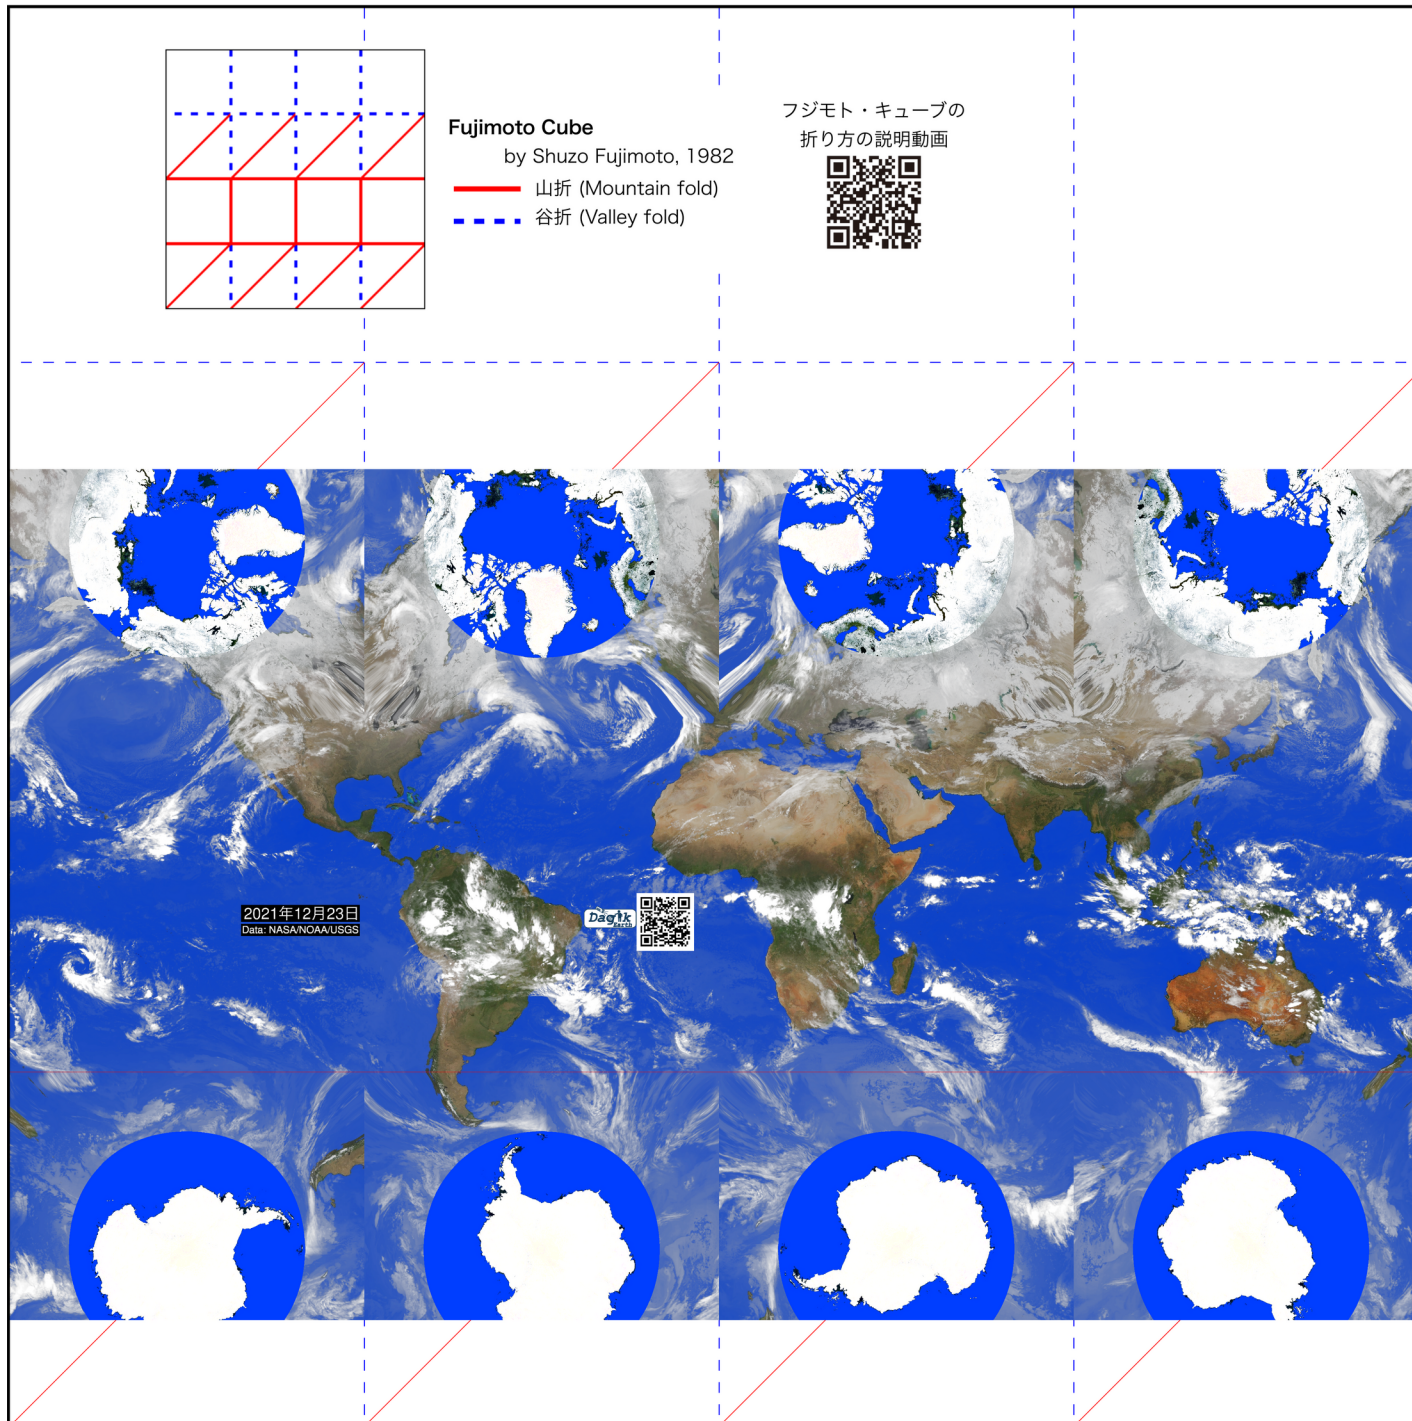 Fujimoto Cube
by Shuzo Fujimoto, 1982
山折 (Mountain fold)
谷折 (Valley fold)
フジモト・キューブの
折り方の説明動画
2021年12月23日
Data: NASA/NOAA/USGS
Dagik
Earth